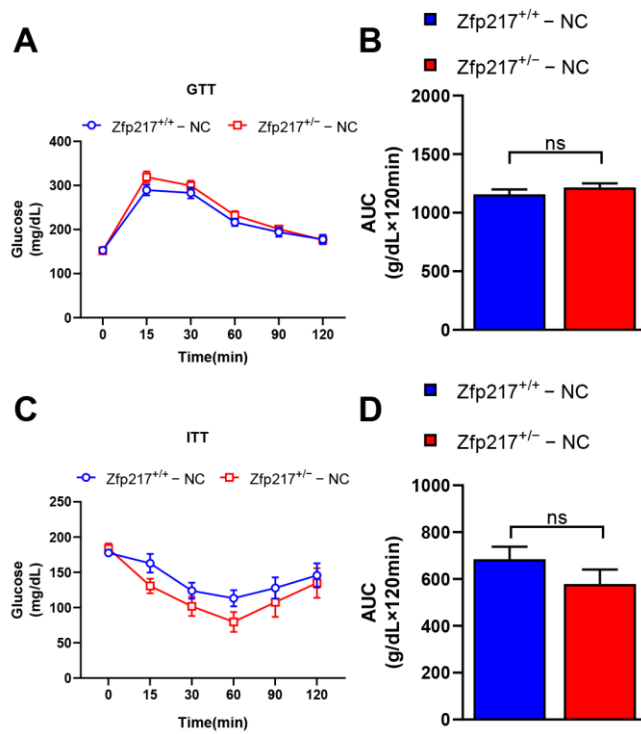 A
GTT
Zfp217+/+ – NC Zfp217+/- – NC
Glucose
(mg/dL)
400
300
200
100
0
0 15 30 60 90 120
Time(min)
B
Zfp217+/+ – NC
Zfp217+/- – NC
AUC
(g/dL×120min)
2000
1500
1000
500
0
ns
C
ITT
Zfp217+/+ – NC Zfp217+/- – NC
Glucose
(mg/dL)
250
200
150
100
50
0
0 15 30 60 90 120
Time(min)
D
Zfp217+/+ – NC
Zfp217+/- – NC
AUC
(g/dL×120min)
1000
800
600
400
200
0
ns